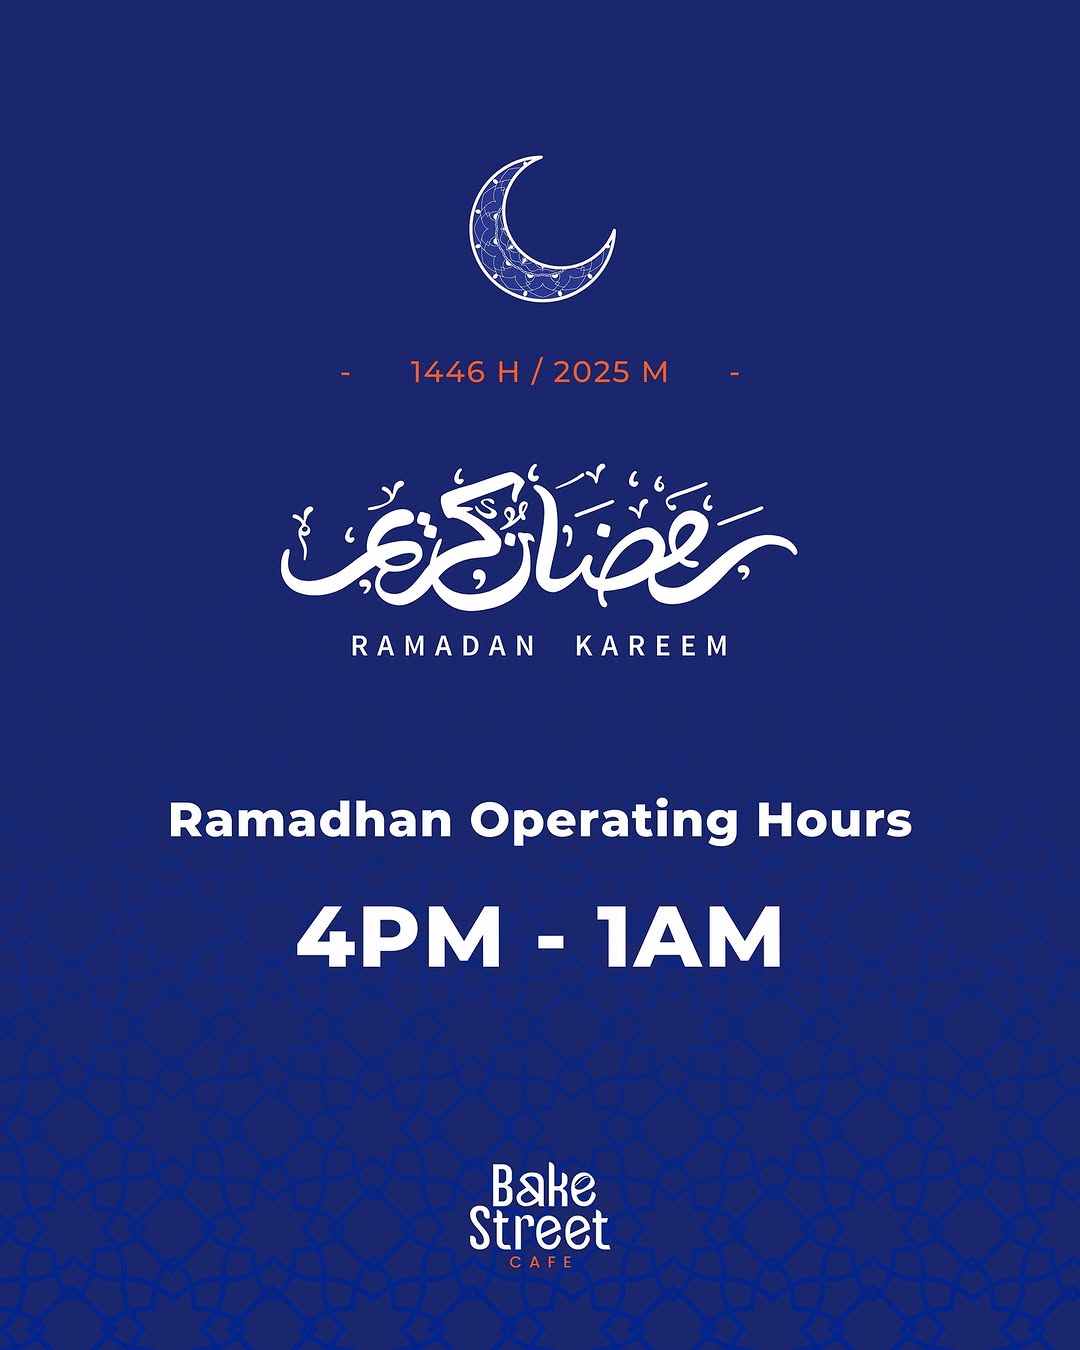 - 1446 H / 2025 M -
رمضان كريم
RAMADAN KAREEM
Ramadhan Operating Hours
4PM - 1AM
Bake
Street
CAFE